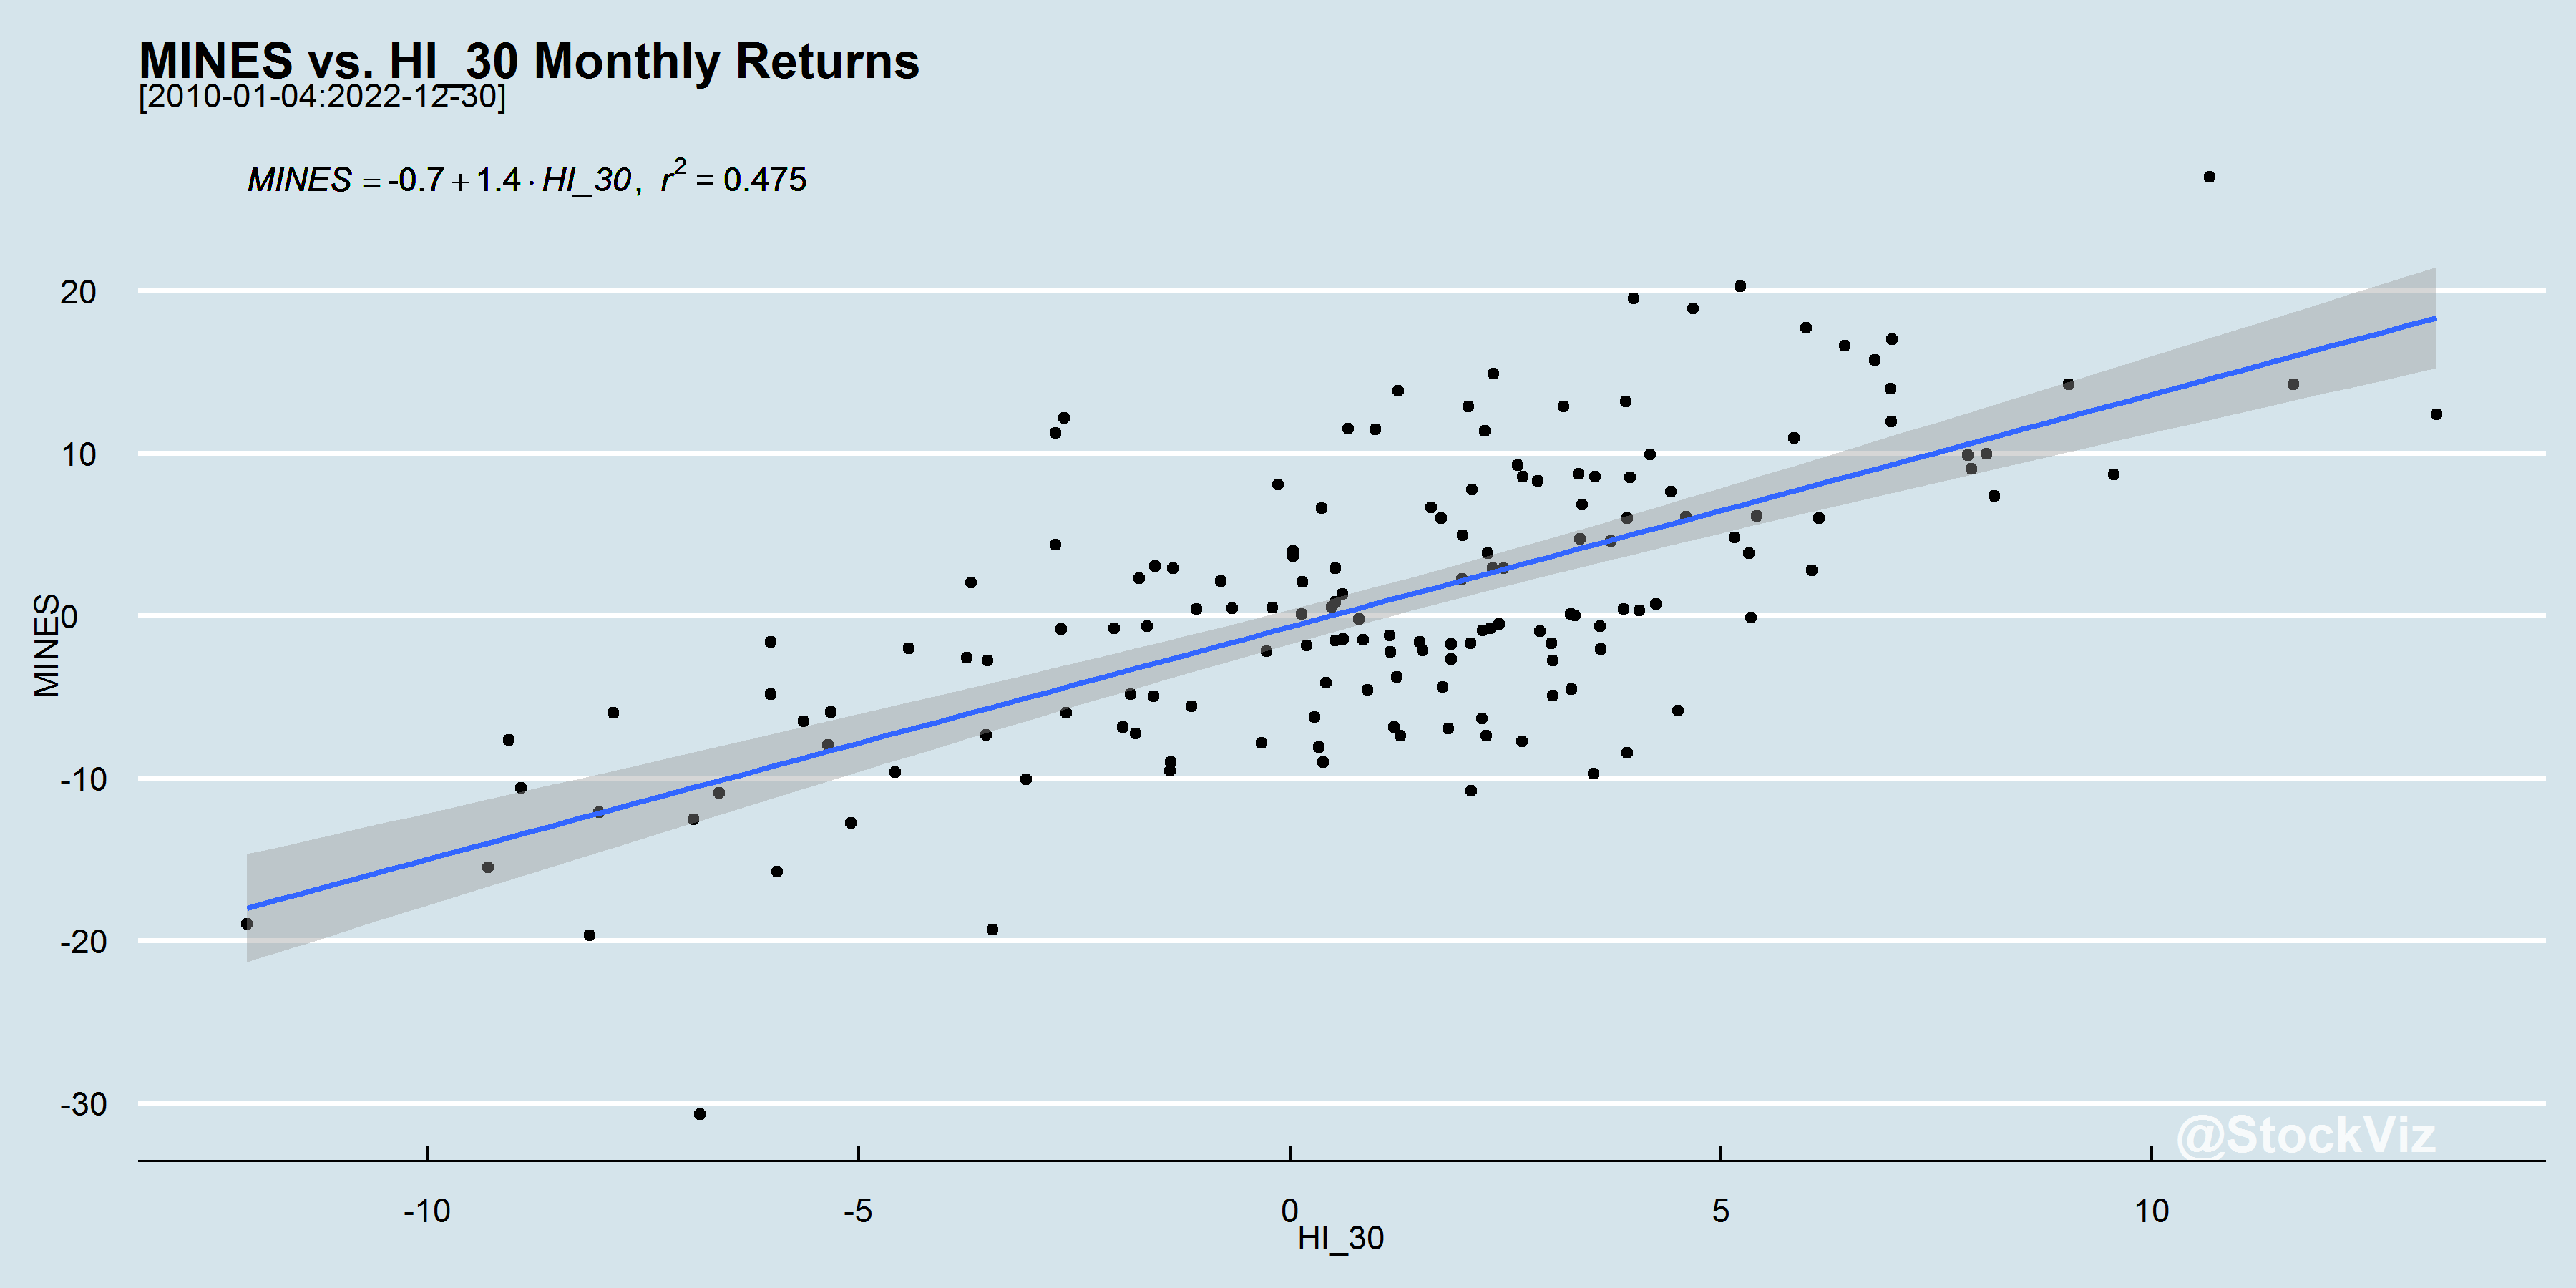 MINES vs. HI_30 Monthly Returns
[2010-01-04:2022-12-30]
MINES = -0.7 + 1.4 · HI_30, r² = 0.475
20
10
0
-10
-20
-30
MINES
@StockViz
-10 -5 0 5 10
HI_30